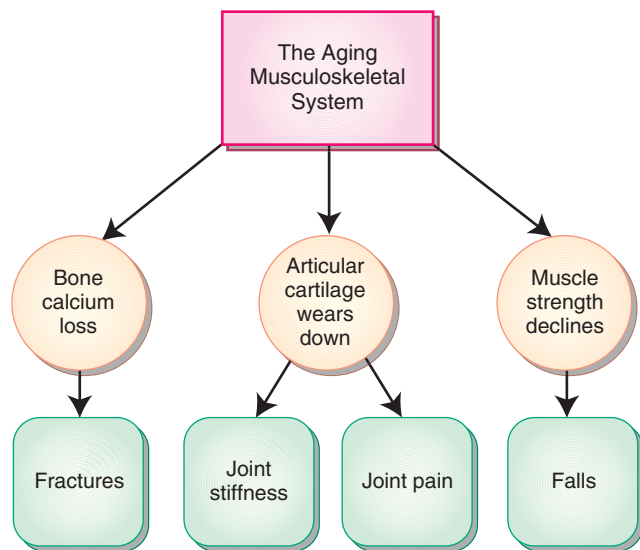 The Aging
Musculoskeletal
System
Bone
calcium
loss
Articular
cartilage
wears
down
Muscle
strength
declines
Fractures
Joint
stiffness
Joint pain
Falls